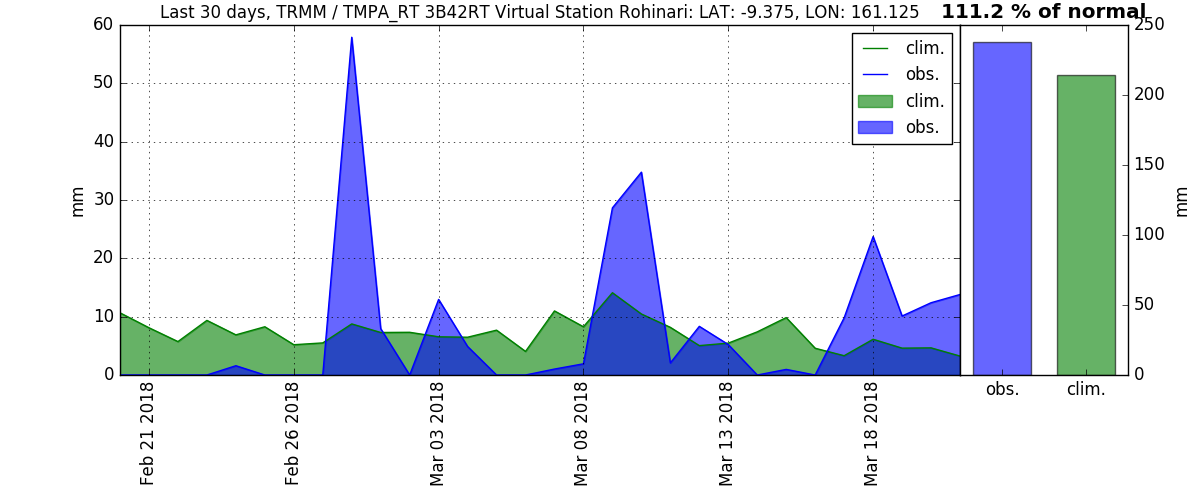 Last 30 days, TRMM / TMPA_RT 3B42RT Virtual Station Rohinari: LAT: -9.375, LON: 161.125
111.2 % of normal
60
50
40
30
20
10
0
mm
clim.
obs.
clim.
obs.
250
200
150
100
50
0
mm
obs.
clim.
Feb 21 2018
Feb 26 2018
Mar 03 2018
Mar 08 2018
Mar 13 2018
Mar 18 2018